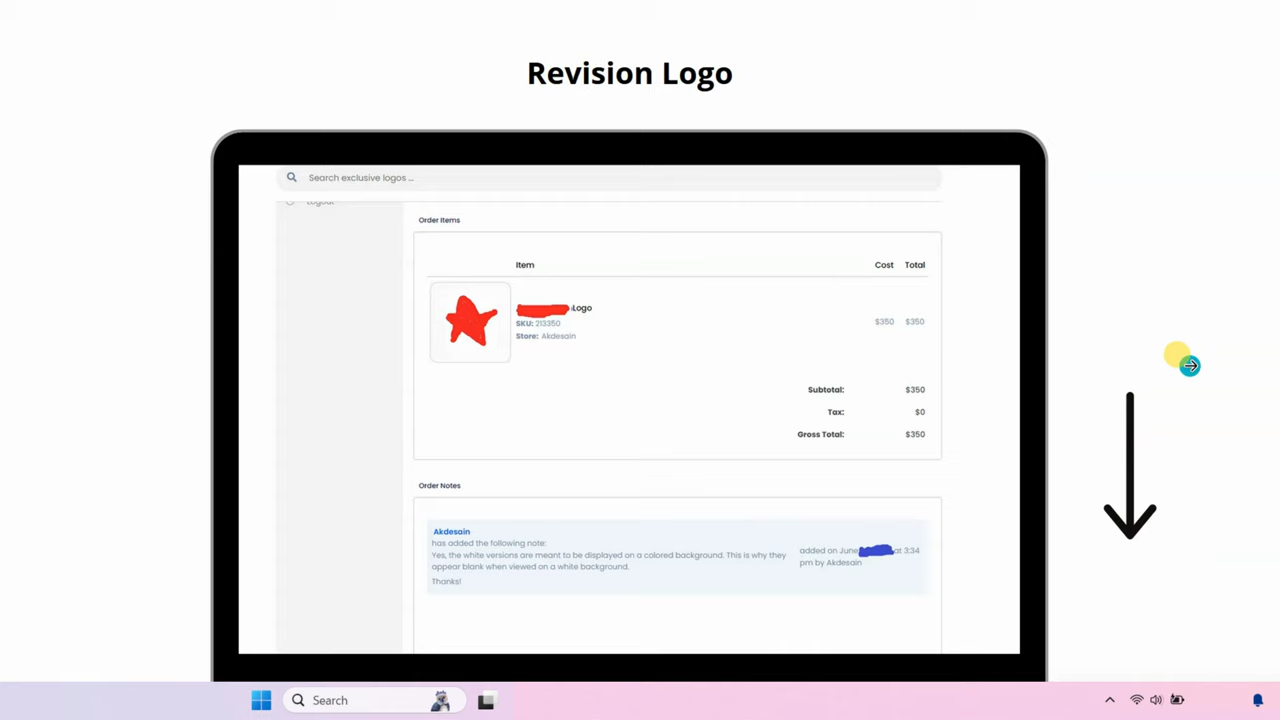 Revision Logo
Search exclusive logos ...
Logout
Order Items
Item Cost Total
Logo
SKU: 213350
Store: Akdesain
$350 $350
Subtotal: $350
Tax: $0
Gross Total: $350
Order Notes
Akdesain
has added the following note:
Yes, the white versions are meant to be displayed on a colored background. This is why they
appear blank when viewed on a white background.
Thanks!
added on June at 3:34
pm by Akdesain
Search